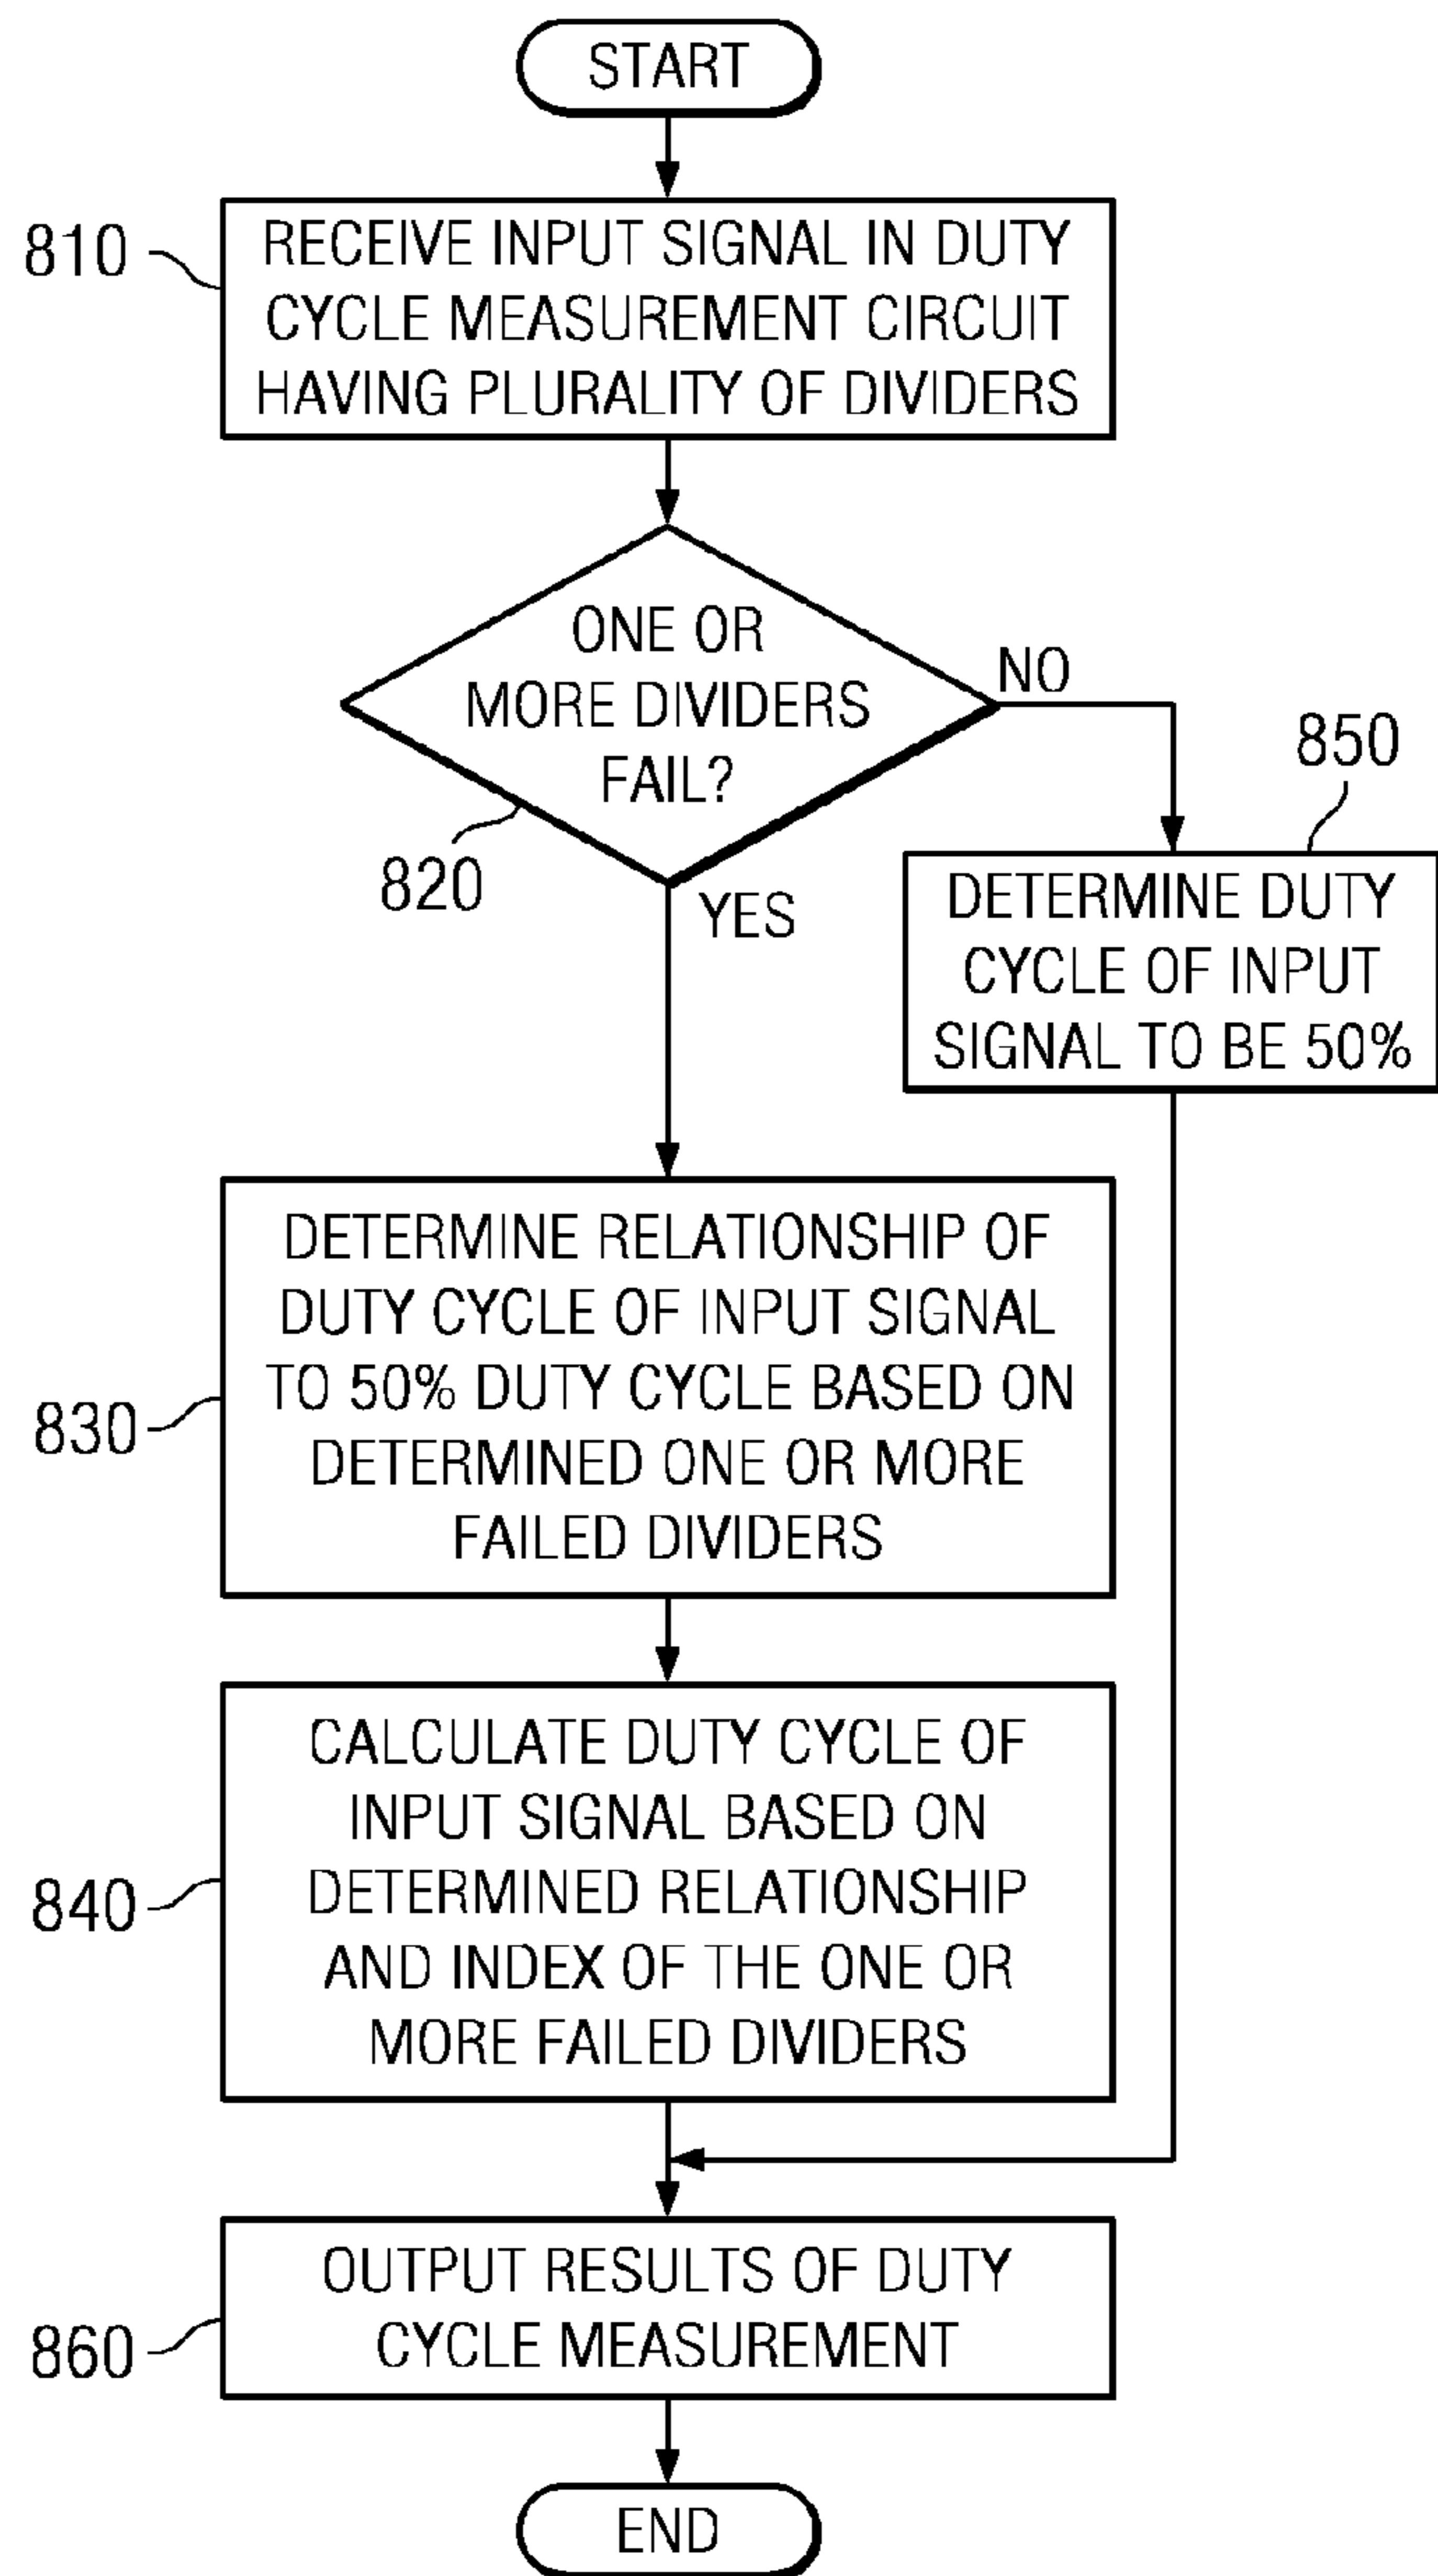 START
810
RECEIVE INPUT SIGNAL IN DUTY
CYCLE MEASUREMENT CIRCUIT
HAVING PLURALITY OF DIVIDERS
ONE OR
MORE DIVIDERS
FAIL?
820
NO
YES
850
DETERMINE DUTY
CYCLE OF INPUT
SIGNAL TO BE 50%
830
DETERMINE RELATIONSHIP OF
DUTY CYCLE OF INPUT SIGNAL
TO 50% DUTY CYCLE BASED ON
DETERMINED ONE OR MORE
FAILED DIVIDERS
840
CALCULATE DUTY CYCLE OF
INPUT SIGNAL BASED ON
DETERMINED RELATIONSHIP
AND INDEX OF THE ONE OR
MORE FAILED DIVIDERS
860
OUTPUT RESULTS OF DUTY
CYCLE MEASUREMENT
END